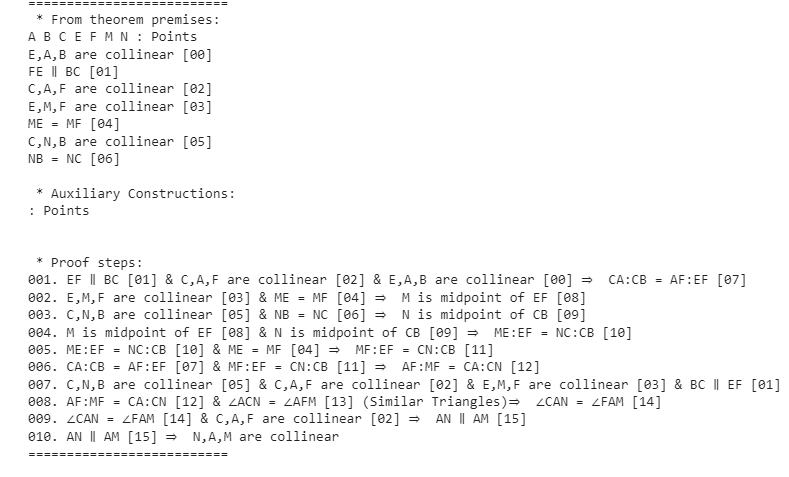 ==========================
 * From theorem premises:
A B C E F M N : Points
E,A,B are collinear [00]
FE ∥ BC [01]
C,A,F are collinear [02]
E,M,F are collinear [03]
ME = MF [04]
C,N,B are collinear [05]
NB = NC [06]
 * Auxiliary Constructions:
: Points
 * Proof steps:
001. EF ∥ BC [01] & C,A,F are collinear [02] & E,A,B are collinear [00] ⇒  CA:CB = AF:EF [07]
002. E,M,F are collinear [03] & ME = MF [04] ⇒  M is midpoint of EF [08]
003. C,N,B are collinear [05] & NB = NC [06] ⇒  N is midpoint of CB [09]
004. M is midpoint of EF [08] & N is midpoint of CB [09] ⇒  ME:EF = NC:CB [10]
005. ME:EF = NC:CB [10] & ME = MF [04] ⇒  MF:EF = CN:CB [11]
006. CA:CB = AF:EF [07] & MF:EF = CN:CB [11] ⇒  AF:MF = CA:CN [12]
007. C,N,B are collinear [05] & C,A,F are collinear [02] & E,M,F are collinear [03] & BC ∥ EF [01]
008. AF:MF = CA:CN [12] & ∠ACN = ∠AFM [13] (Similar Triangles)⇒  ∠CAN = ∠FAM [14]
009. ∠CAN = ∠FAM [14] & C,A,F are collinear [02] ⇒  AN ∥ AM [15]
010. AN ∥ AM [15] ⇒  N,A,M are collinear
==========================